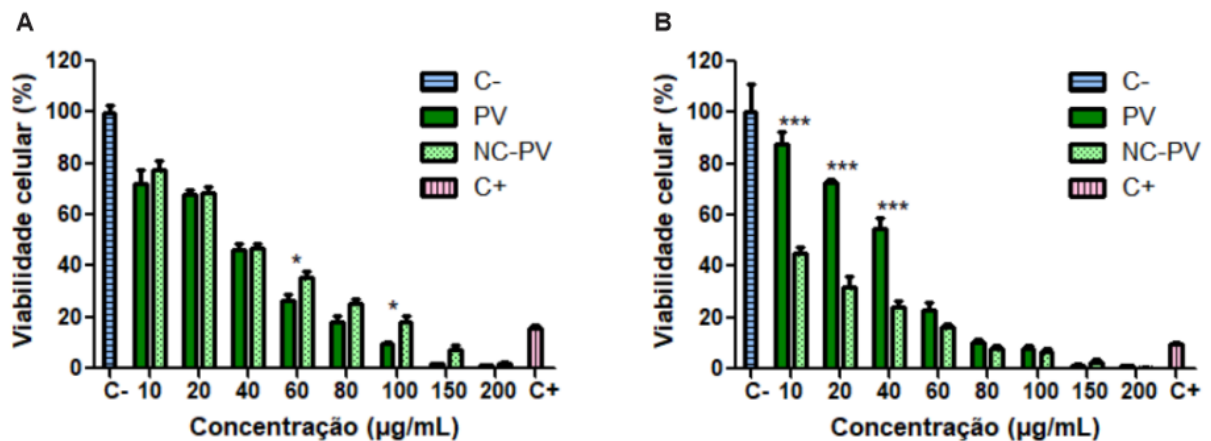 A
Viabilidade celular (%)
120
100
80
60
40
20
0
C-
PV
NC-PV
C+
*
*
C- 10 20 40 60 80 100 150 200 C+
Concentração (µg/mL)
B
Viabilidade celular (%)
120
100
80
60
40
20
0
C-
PV
NC-PV
C+
***
***
***
C- 10 20 40 60 80 100 150 200 C+
Concentração (µg/mL)